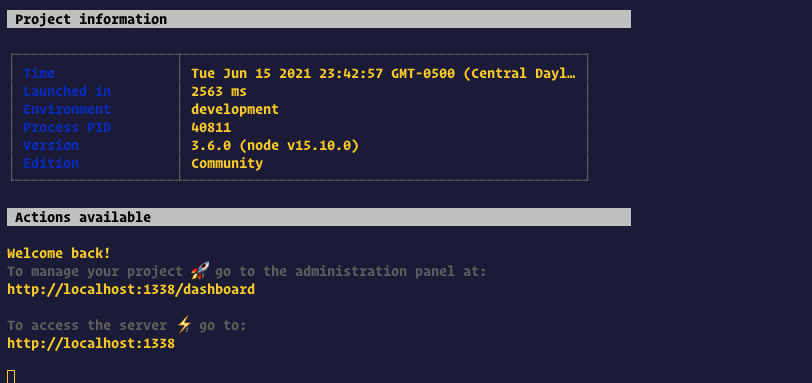 Project information
Time Tue Jun 15 2021 23:42:57 GMT-0500 (Central Dayl…
Launched in 2563 ms
Environment development
Process PID 40811
Version 3.6.0 (node v15.10.0)
Edition Community
Actions available
Welcome back!
To manage your project 🚀 go to the administration panel at:
http://localhost:1338/dashboard
To access the server ⚡ go to:
http://localhost:1338